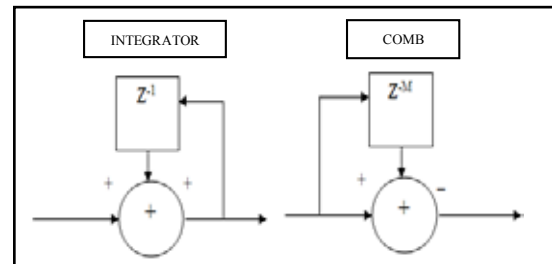 INTEGRATOR COMB
Z-1 Z-M
+ + + -
+ +